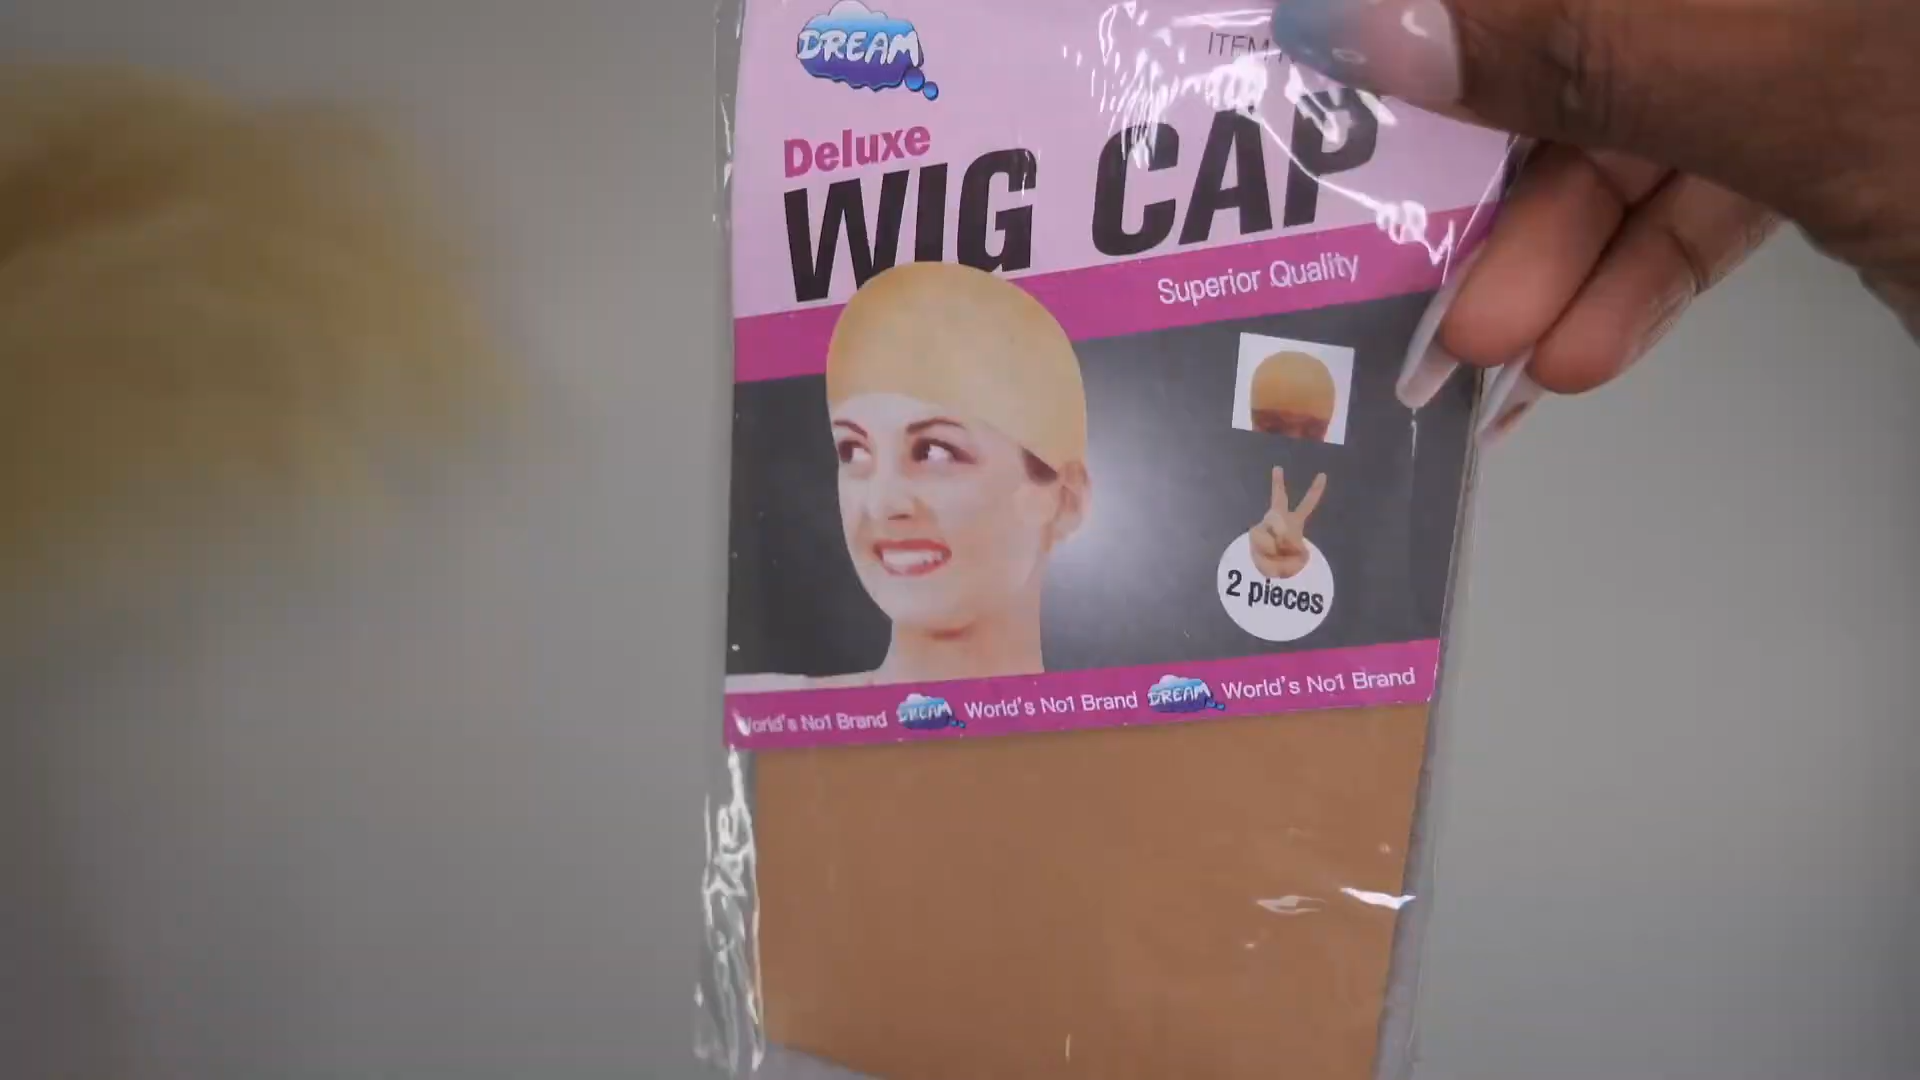 DREAM
ITEM
Deluxe
WIG CAP
Superior Quality
2 pieces
World's No1 Brand DREAM World's No1 Brand DREAM World's No1 Brand